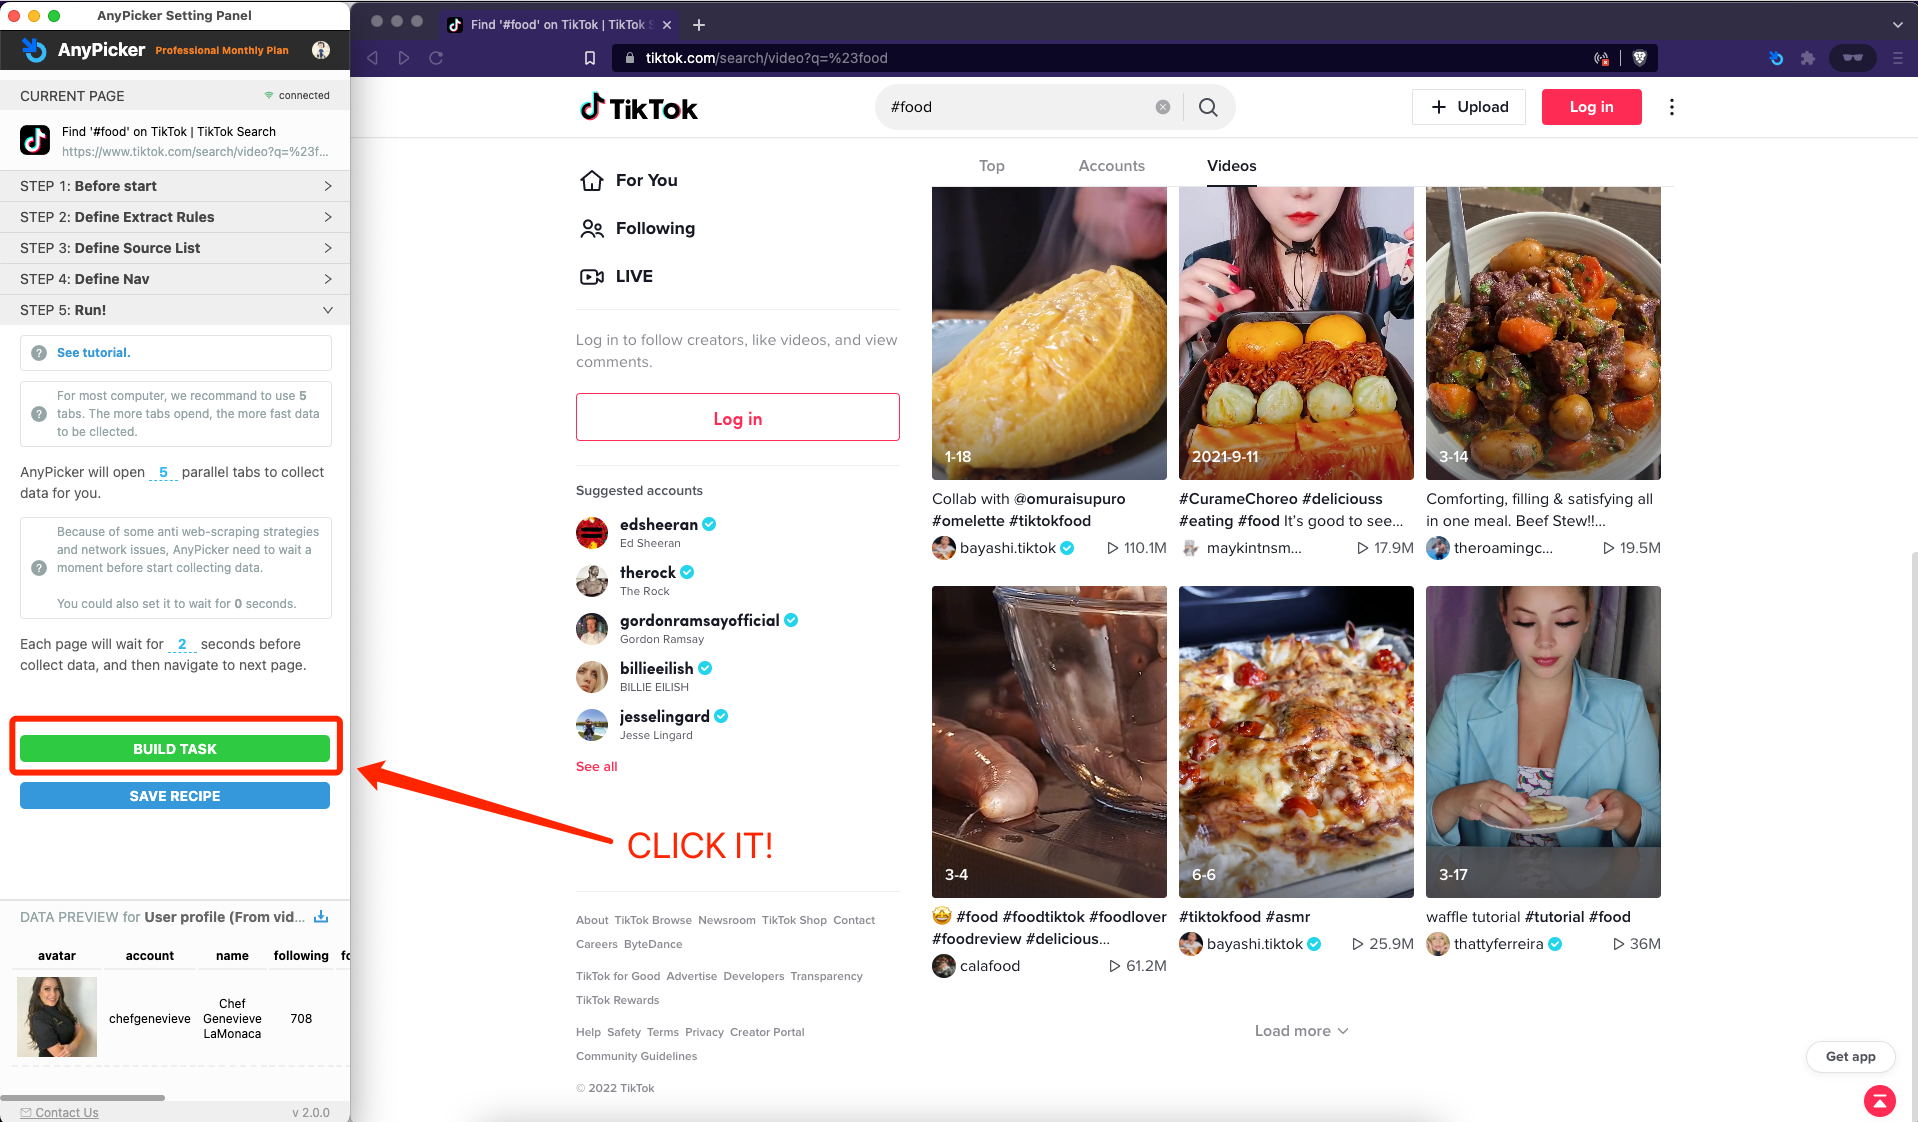 AnyPicker Setting Panel
AnyPicker Professional Monthly Plan
CURRENT PAGE connected
Find '#food' on TikTok | TikTok Search
https://www.tiktok.com/search/video?q=%23f...
STEP 1: Before start
STEP 2: Define Extract Rules
STEP 3: Define Source List
STEP 4: Define Nav
STEP 5: Run!
See tutorial.
For most computer, we recommand to use 5
tabs. The more tabs opend, the more fast data
to be cllected.
AnyPicker will open 5 parallel tabs to collect
data for you.
Because of some anti web-scraping strategies
and network issues, AnyPicker need to wait a
moment before start collecting data.
You could also set it to wait for 0 seconds.
Each page will wait for 2 seconds before
collect data, and then navigate to next page.
BUILD TASK
SAVE RECIPE
DATA PREVIEW for User profile (From vid...
avatar account name following fo
chefgenevieve
Chef
Genevieve
LaMonaca
708
Contact Us v 2.0.0
Find '#food' on TikTok | TikTok S
tiktok.com/search/video?q=%23food
TikTok
#food
Upload
Log in
For You
Following
LIVE
Log in to follow creators, like videos, and view
comments.
Log in
Suggested accounts
edsheeran
Ed Sheeran
therock
The Rock
gordonramsayofficial
Gordon Ramsay
billieeilish
BILLIE EILISH
jesselingard
Jesse Lingard
See all
CLICK IT!
About TikTok Browse Newsroom TikTok Shop Contact
Careers ByteDance
TikTok for Good Advertise Developers Transparency
TikTok Rewards
Help Safety Terms Privacy Creator Portal
Community Guidelines
© 2022 TikTok
Top Accounts Videos
1-18
Collab with @omuraisupuro
#omelette #tiktokfood
bayashi.tiktok 110.1M
2021-9-11
#CurameChoreo #deliciouss
#eating #food It's good to see...
maykintnsm... 17.9M
3-14
Comforting, filling & satisfying all
in one meal. Beef Stew!!...
theroamingc... 19.5M
3-4
🤩 #food #foodtiktok #foodlover
#foodreview #delicious...
calafood 61.2M
6-6
#tiktokfood #asmr
bayashi.tiktok 25.9M
3-17
waffle tutorial #tutorial #food
thattyferreira 36M
Load more
Get app